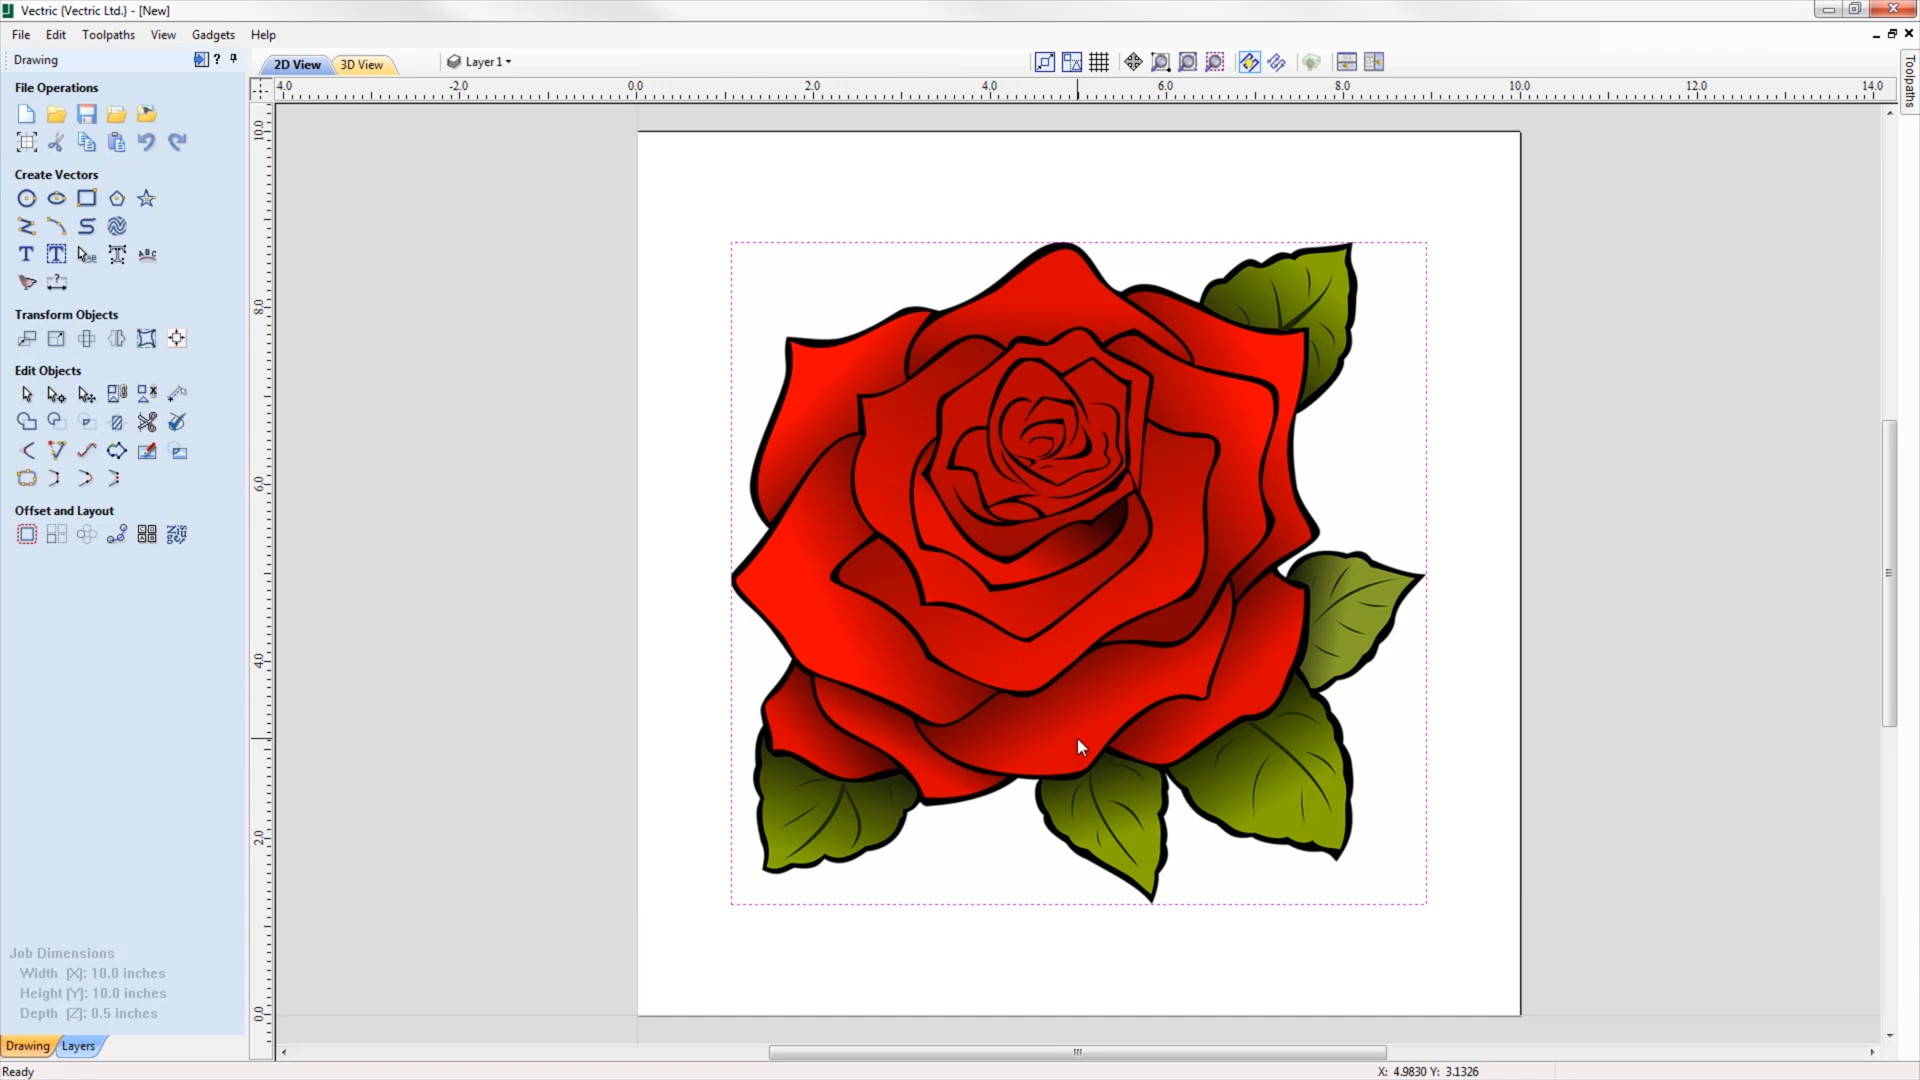 Vectric {Vectric Ltd.} - [New]
File Edit Toolpaths View Gadgets Help
Drawing ?
2D View 3D View Layer 1
Toolpaths
4.0 -2.0 0.0 2.0 4.0 6.0 8.0 10.0 12.0 14.0
10.0
8.0
6.0
4.0
2.0
0.0
File Operations
Create Vectors
Transform Objects
Edit Objects
Offset and Layout
Job Dimensions
Width (X): 10.0 inches
Height (Y): 10.0 inches
Depth (Z): 0.5 inches
Drawing Layers
Ready
X: 4.9830 Y: 3.1326